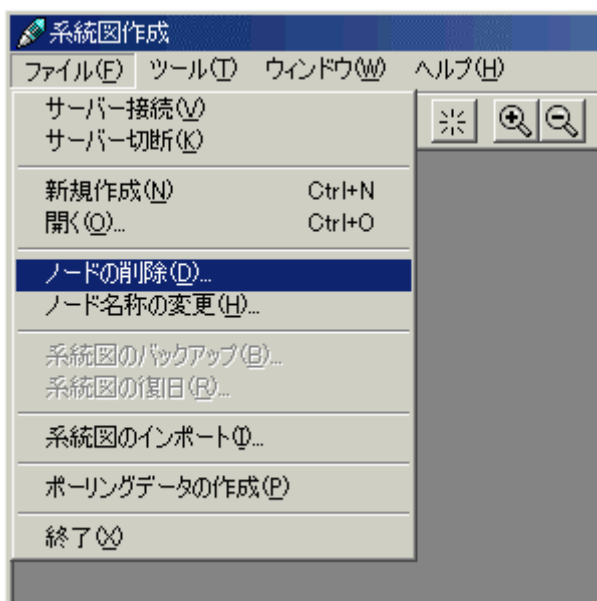 系統図作成
ファイル(F) ツール(T) ウィンドウ(W) ヘルプ(H)
サーバー接続(V)
サーバー切断(K)
新規作成(N) Ctrl+N
開く(O)... Ctrl+O
ノードの削除(D)...
ノード名称の変更(H)...
系統図のバックアップ(B)...
系統図の復旧(R)...
系統図のインポート(I)...
ポーリングデータの作成(P)
終了(X)